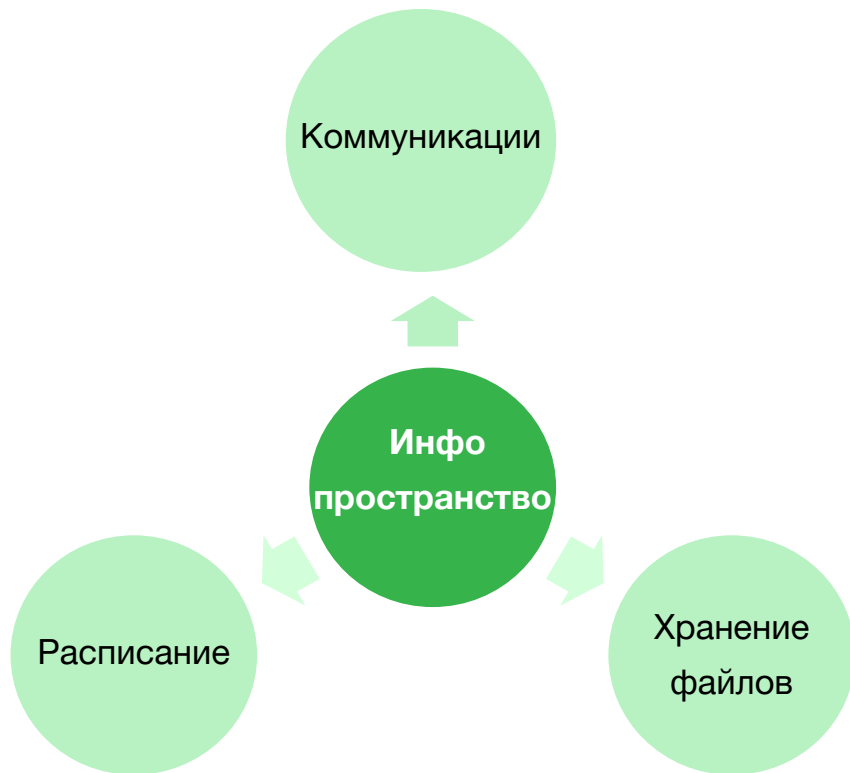 Коммуникации
Инфо
пространство
Расписание
Хранение
файлов